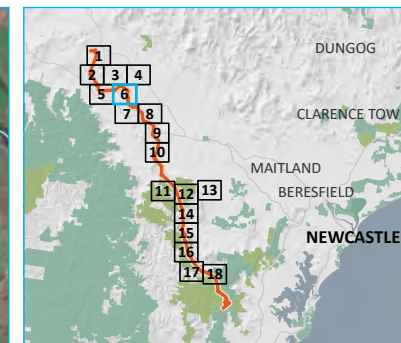 DUNGOG
1
2 3 4
5 6
7 8
CLARENCE TOW
9
10
MAITLAND
11 12 13
BERESFIELD
14
15
NEWCASTLE
16
17 18